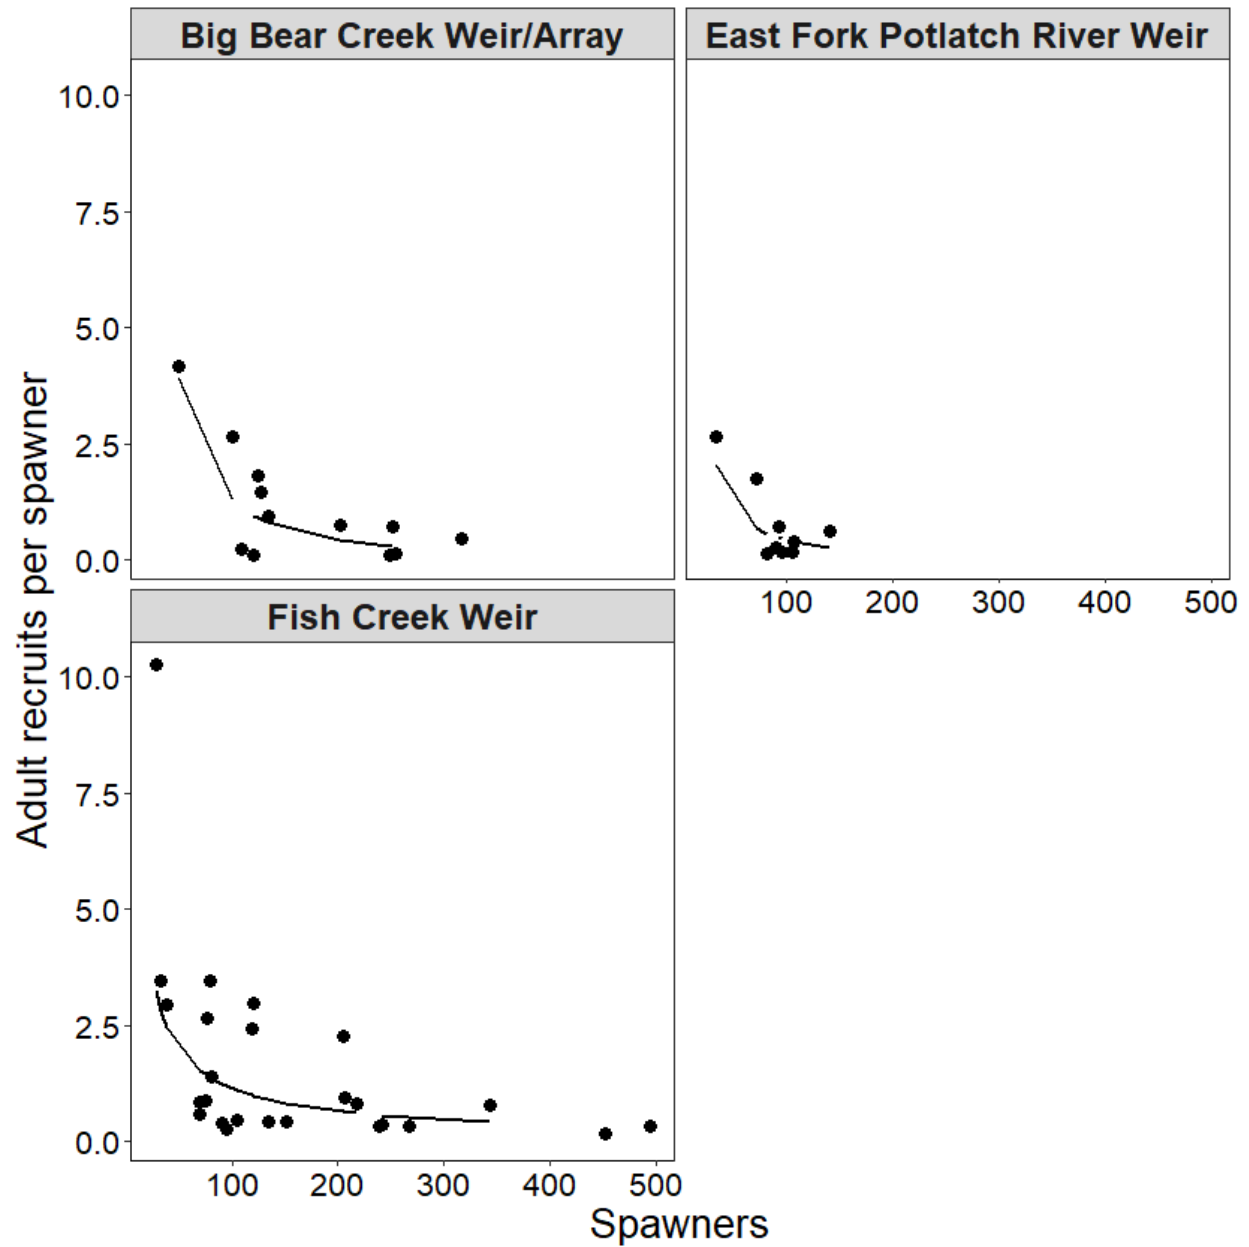 Big Bear Creek Weir/Array
East Fork Potlatch River Weir
10.0
7.5
5.0
2.5
0.0
100 200 300 400 500
Adult recruits per spawner
Fish Creek Weir
10.0
7.5
5.0
2.5
0.0
100 200 300 400 500
Spawners